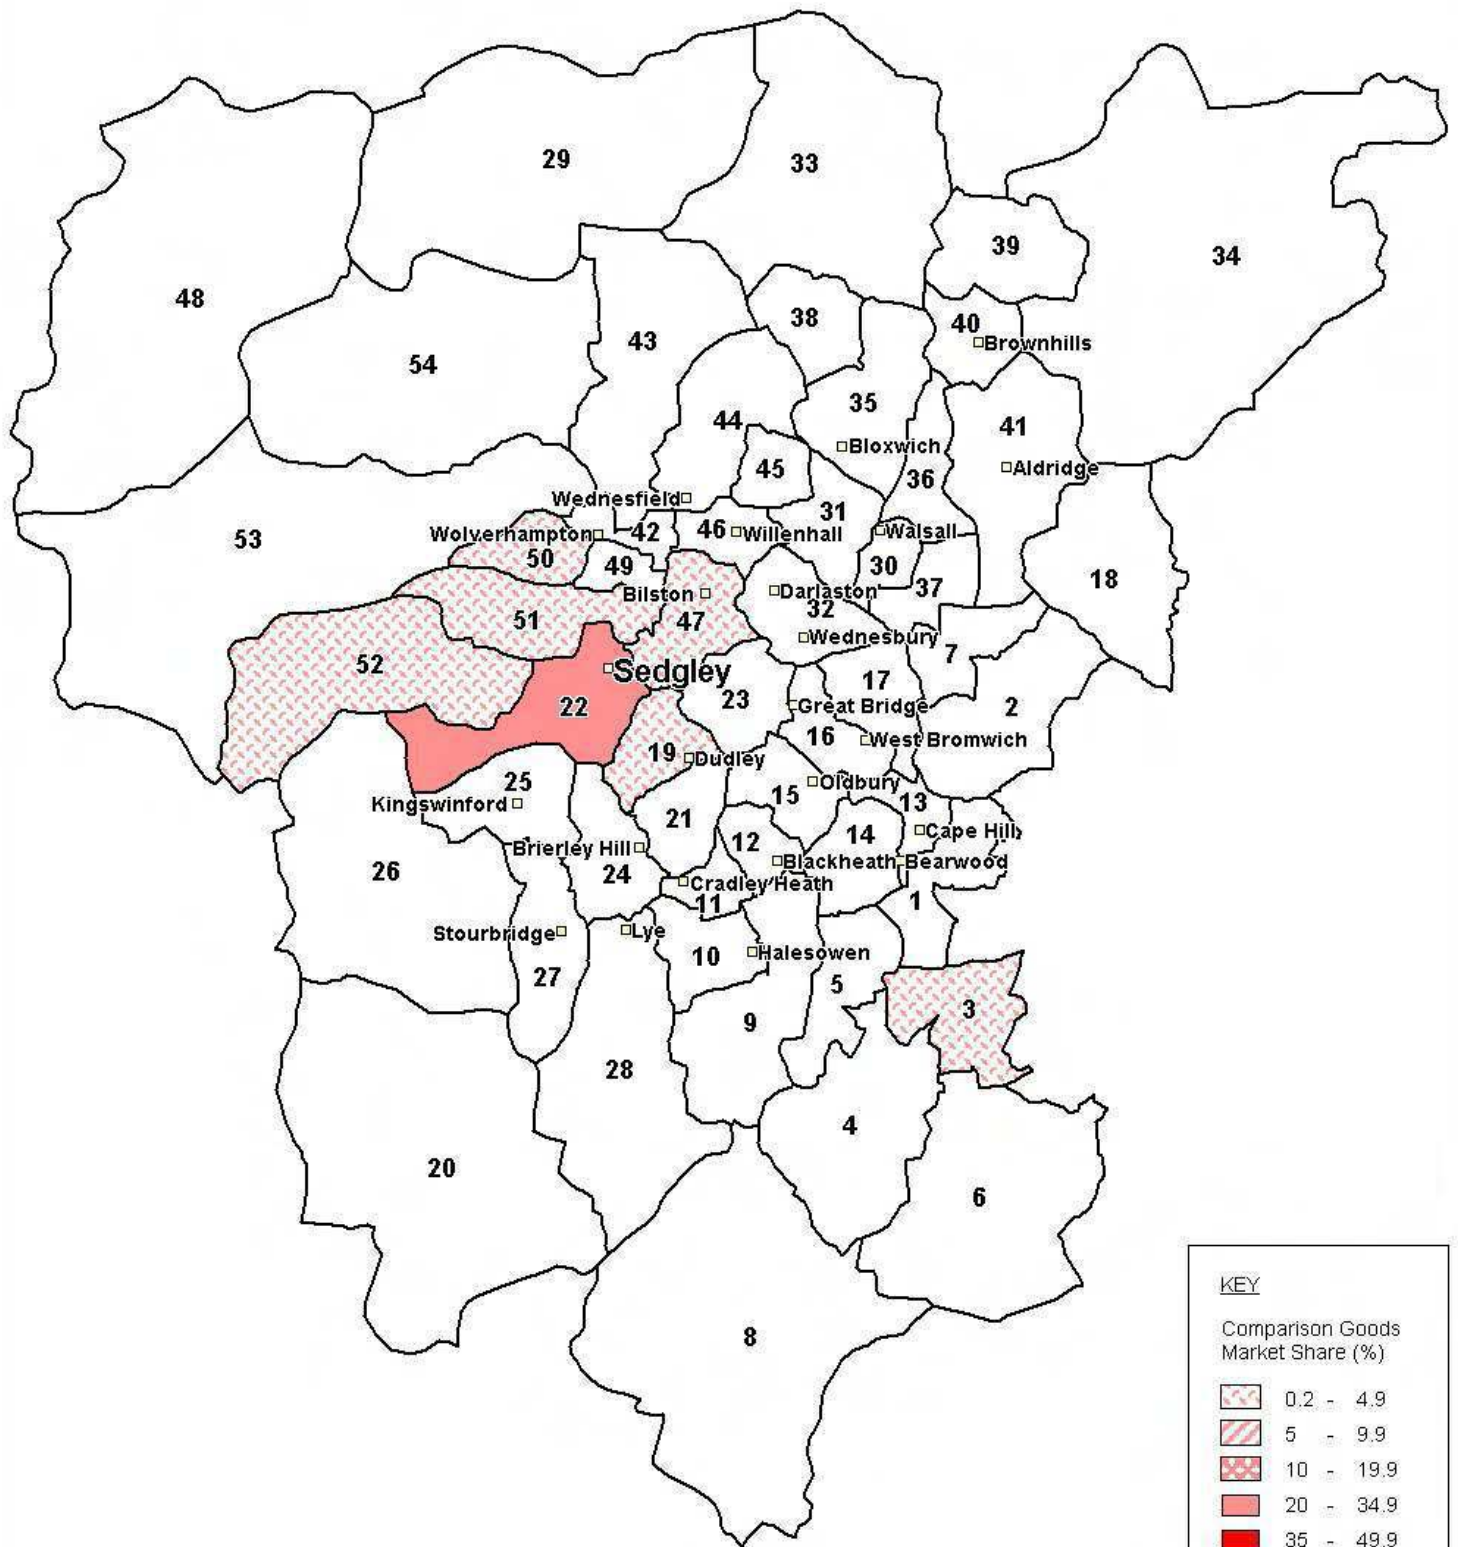 29
33
39
34
48
38
40
Brownhills
43
54
35
44
41
Bloxwich
45
Aldridge
36
Wednesfield
31
53
Wolverhampton
42
46
Willenhall
Walsall
50
49
30
18
Bilston
Darlaston
37
32
51
47
Wednesbury
7
52
Sedgley
17
22
23
Great Bridge
2
16
West Bromwich
19
Dudley
25
Oldbury
15
13
Kingswinford
21
14
Cape Hill
12
Brierley Hill
Blackheath
Bearwood
26
24
Cradley Heath
11
1
Stourbridge
Lye
10
Halesowen
27
5
3
9
28
4
20
6
8
KEY
Comparison Goods
Market Share (%)
0.2 - 4.9
5 - 9.9
10 - 19.9
20 - 34.9
35 - 49.9